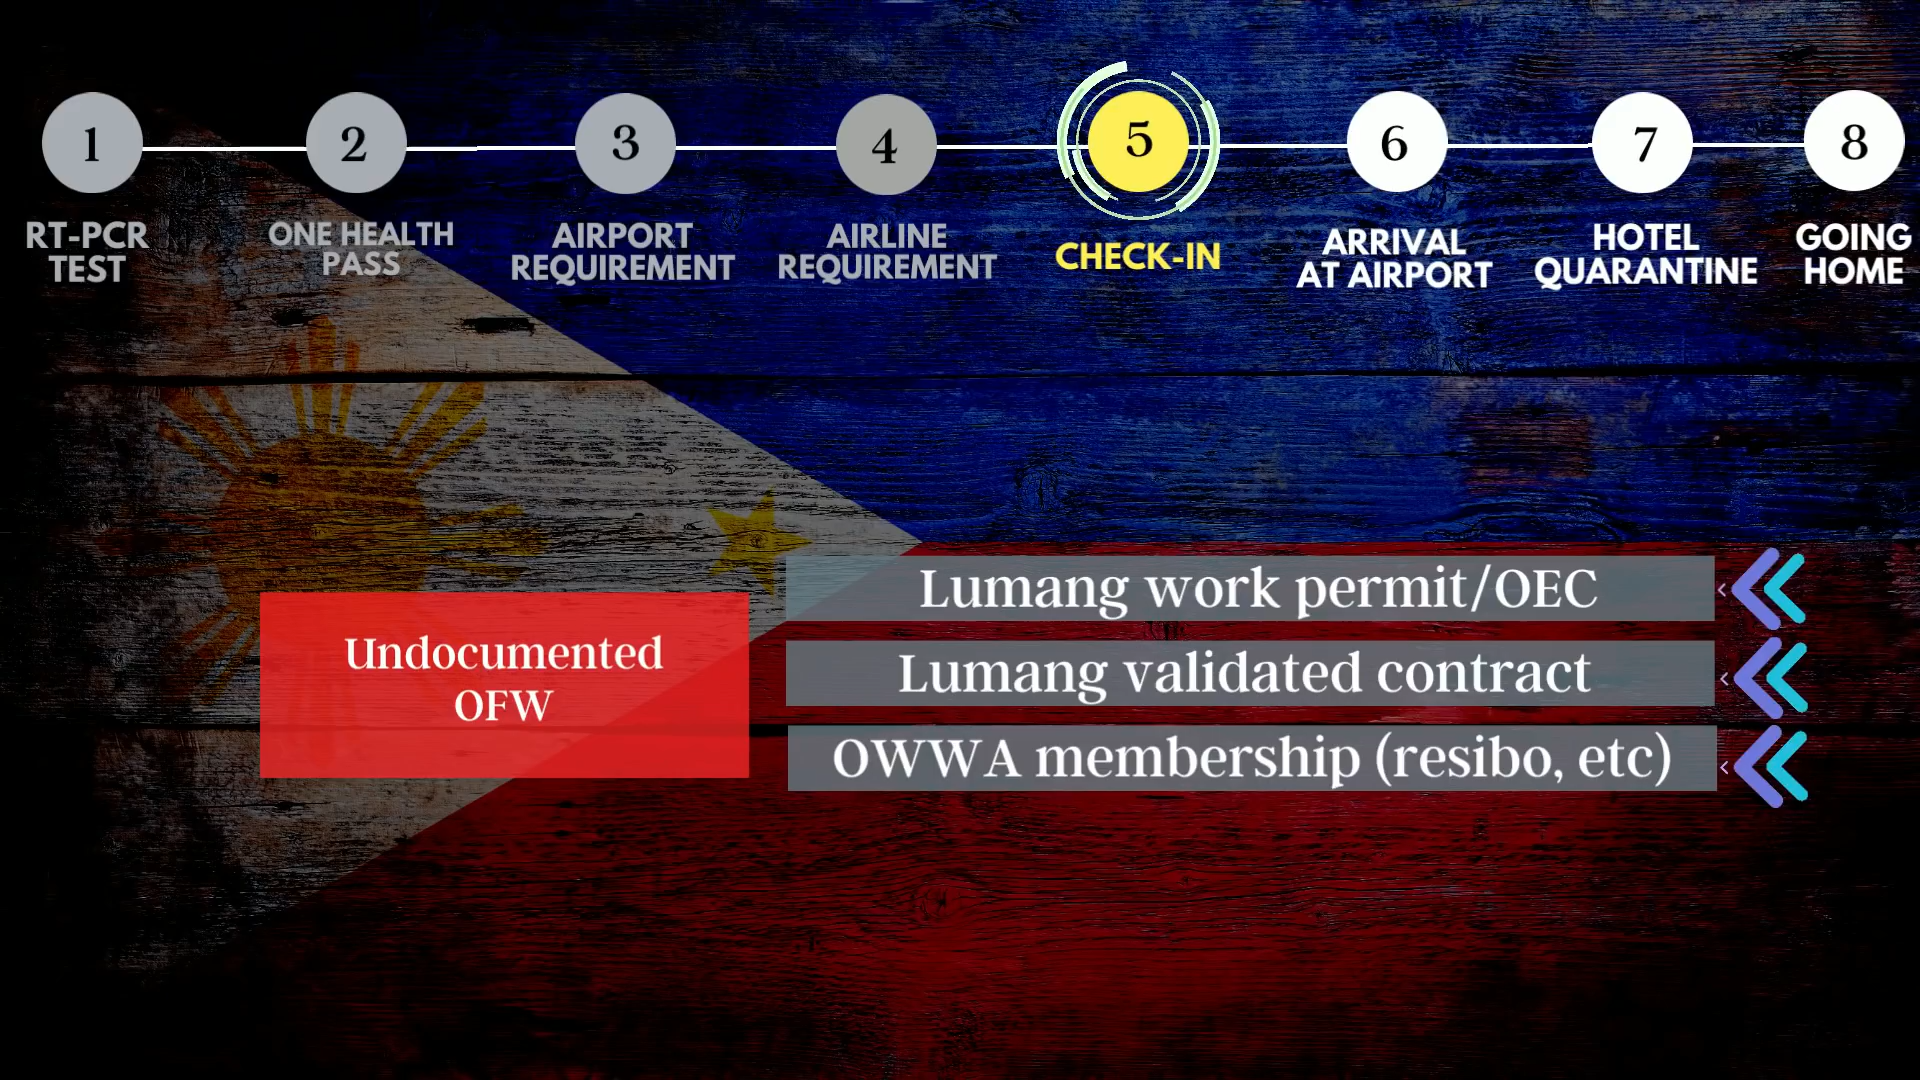 1
2
3
4
5
6
7
8
RT-PCR
TEST
ONE HEALTH
PASS
AIRPORT
REQUIREMENT
AIRLINE
REQUIREMENT
CHECK-IN
ARRIVAL
AT AIRPORT
HOTEL
QUARANTINE
GOING
HOME
Undocumented
OFW
Lumang work permit/OEC
Lumang validated contract
OWWA membership (resibo, etc)